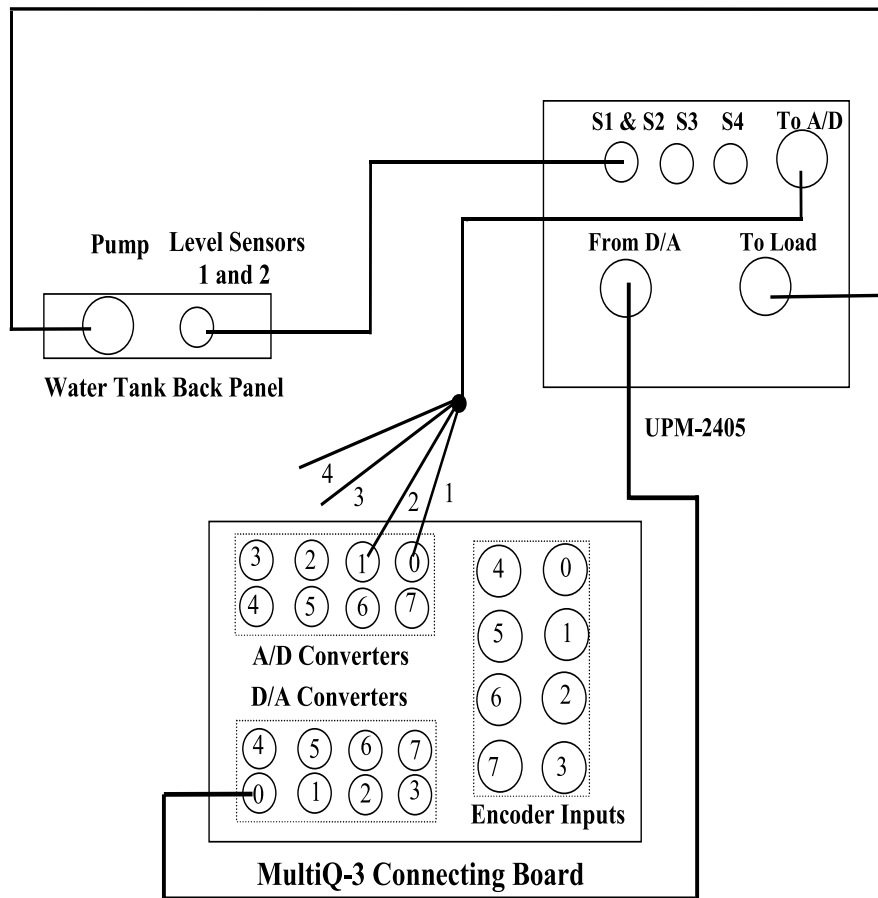 S1 & S2 S3 S4 To A/D
Pump Level Sensors
1 and 2
From D/A To Load
Water Tank Back Panel
UPM-2405
4 3 2 1
3 2 1 0
4 5 6 7
A/D Converters
D/A Converters
4 5 6 7
0 1 2 3
4 0
5 1
6 2
7 3
Encoder Inputs
MultiQ-3 Connecting Board